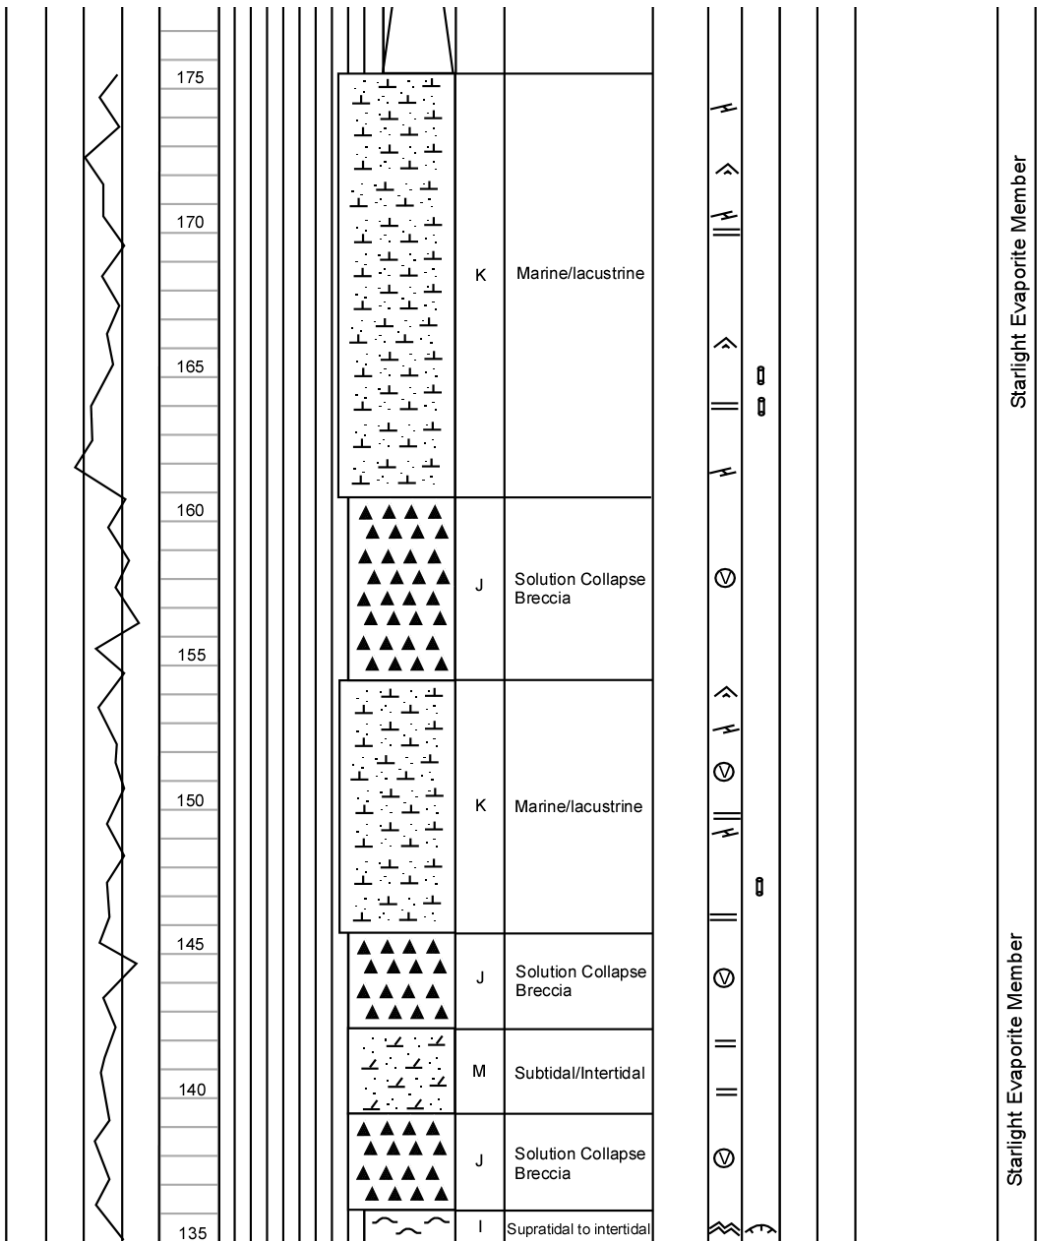 175
170
K Marine/lacustrine
165
160
J Solution Collapse
Breccia
155
150
K Marine/lacustrine
145
J Solution Collapse
Breccia
M Subtidal/Intertidal
140
J Solution Collapse
Breccia
I Supratidal to intertidal
135
V
V
V
V
Starlight Evaporite Member
Starlight Evaporite Member